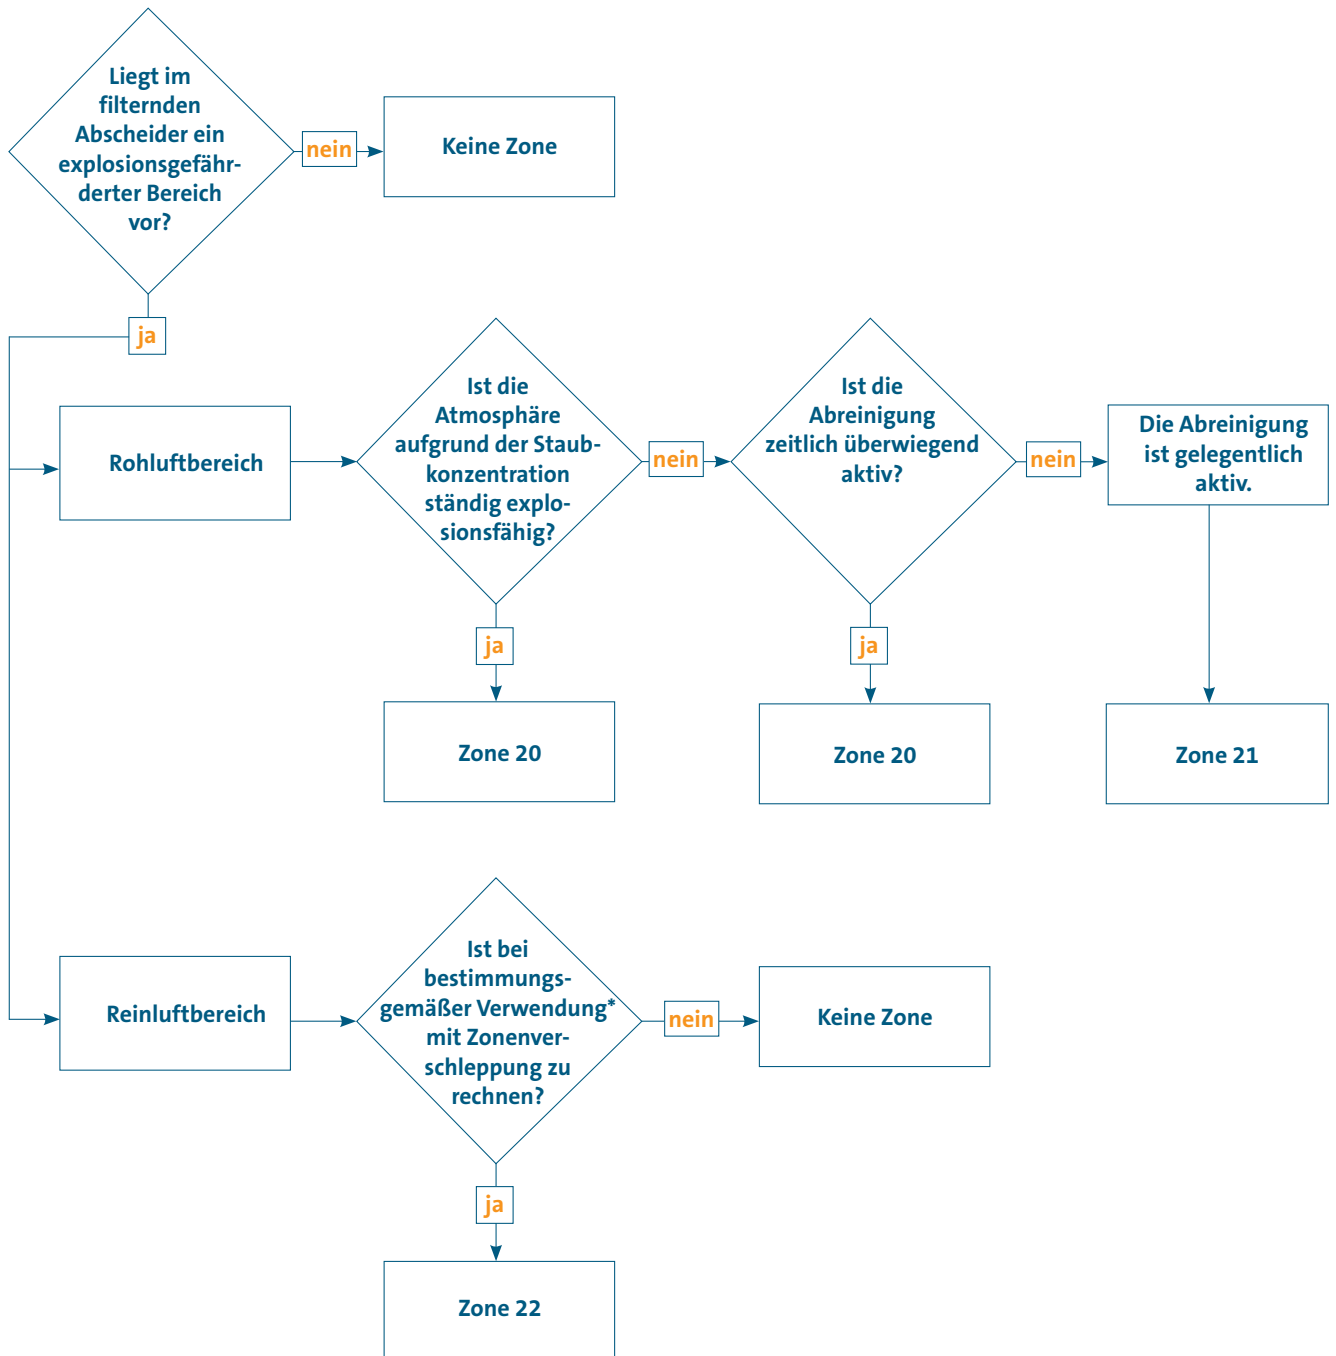 Liegt im
filternden
Abscheider ein
explosionsgefähr-
derter Bereich
vor?
nein
Keine Zone
ja
Rohluftbereich
Ist die
Atmosphäre
aufgrund der Staub-
konzentration
ständig explo-
sionsfähig?
nein
Ist die
Abreinigung
zeitlich überwiegend
aktiv?
nein
Die Abreinigung
ist gelegentlich
aktiv.
ja
ja
Zone 20
Zone 20
Zone 21
Reinluftbereich
Ist bei
bestimmungs-
gemäßer Verwendung*
mit Zonenver-
schleppung zu
rechnen?
nein
Keine Zone
ja
Zone 22